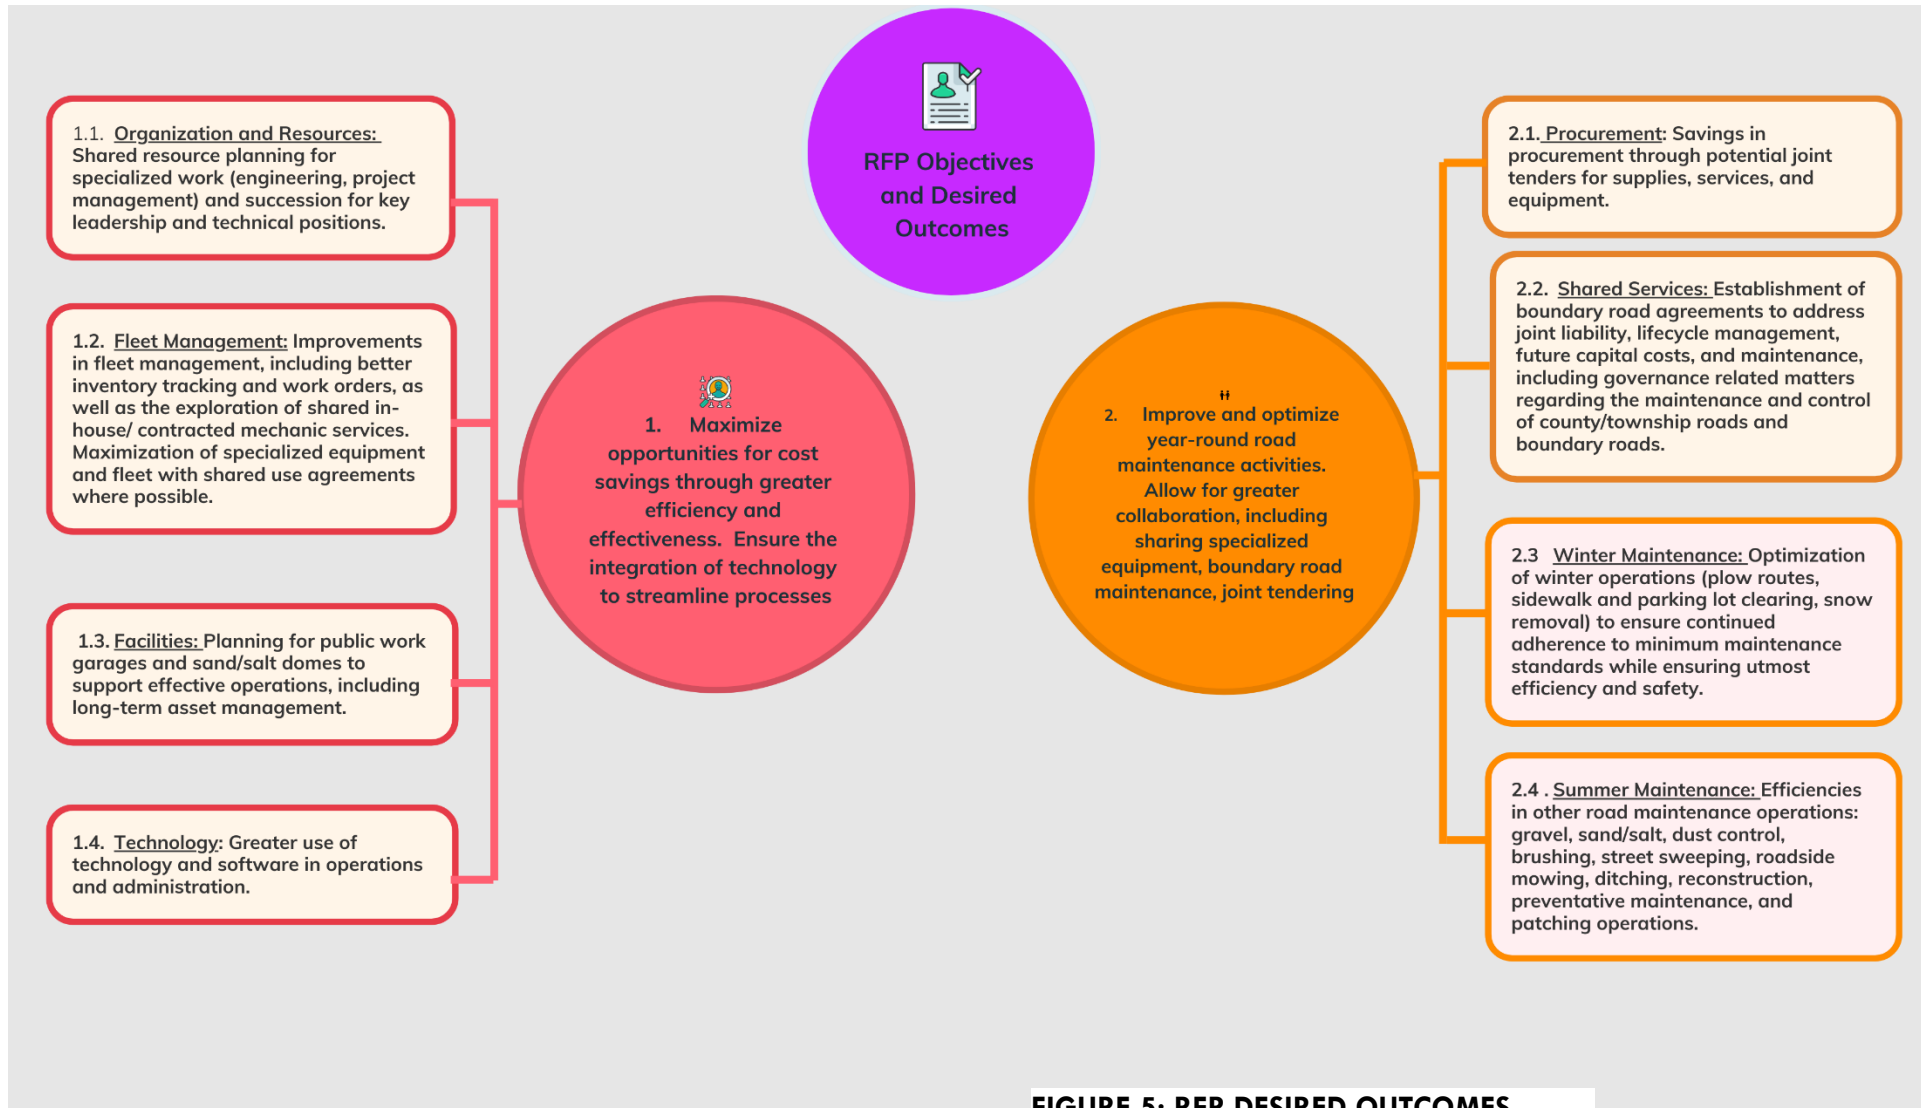 RFP Objectives
and Desired
Outcomes
1.1. Organization and Resources:
Shared resource planning for
specialized work (engineering, project
management) and succession for key
leadership and technical positions.
1.2. Fleet Management: Improvements
in fleet management, including better
inventory tracking and work orders, as
well as the exploration of shared in-
house/ contracted mechanic services.
Maximization of specialized equipment
and fleet with shared use agreements
where possible.
1.3. Facilities: Planning for public work
garages and sand/salt domes to
support effective operations, including
long-term asset management.
1.4. Technology: Greater use of
technology and software in operations
and administration.
1. Maximize
opportunities for cost
savings through greater
efficiency and
effectiveness. Ensure the
integration of technology
to streamline processes
2. Improve and optimize
year-round road
maintenance activities.
Allow for greater
collaboration, including
sharing specialized
equipment, boundary road
maintenance, joint tendering
2.1. Procurement: Savings in
procurement through potential joint
tenders for supplies, services, and
equipment.
2.2. Shared Services: Establishment of
boundary road agreements to address
joint liability, lifecycle management,
future capital costs, and maintenance,
including governance related matters
regarding the maintenance and control
of county/township roads and
boundary roads.
2.3 Winter Maintenance: Optimization
of winter operations (plow routes,
sidewalk and parking lot clearing, snow
removal) to ensure continued
adherence to minimum maintenance
standards while ensuring utmost
efficiency and safety.
2.4 . Summer Maintenance: Efficiencies
in other road maintenance operations:
gravel, sand/salt, dust control,
brushing, street sweeping, roadside
mowing, ditching, reconstruction,
preventative maintenance, and
patching operations.
FIGURE 5: RFP DESIRED OUTCOMES